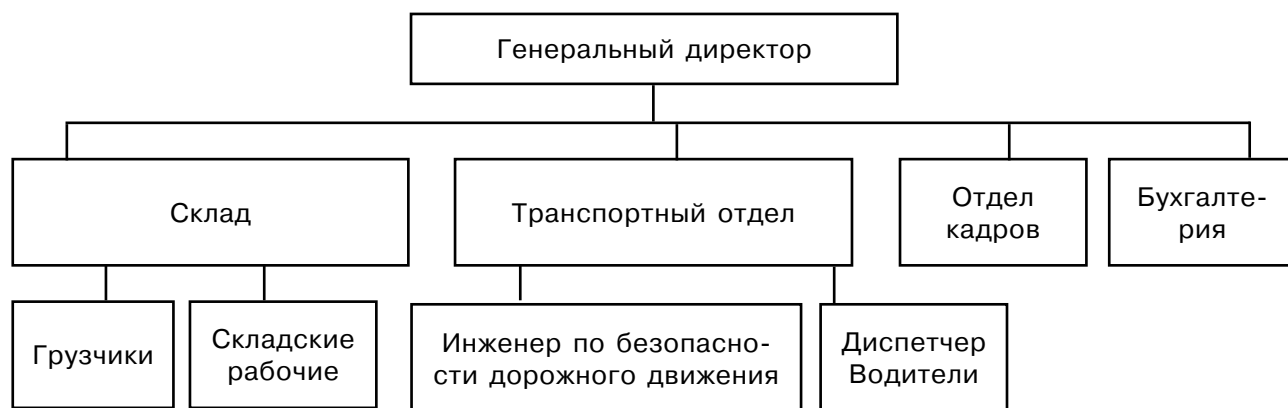 Генеральный директор
Склад
Транспортный отдел
Отдел
кадров
Бухгалте-
рия
Грузчики
Складские
рабочие
Инженер по безопасно-
сти дорожного движения
Диспетчер
Водители